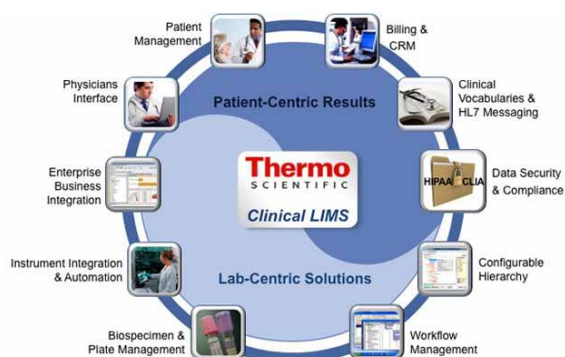 Patient
Management
Billing &
CRM
Physicians
Interface
Patient-Centric Results
Clinical
Vocabularies &
HL7 Messaging
Enterprise
Business
Integration
Thermo
SCIENTIFIC
Clinical LIMS
HIPAA CLIA
Data Security
& Compliance
Instrument Integration
& Automation
Lab-Centric Solutions
Configurable
Hierarchy
Biospecimen &
Plate Management
Workflow
Management